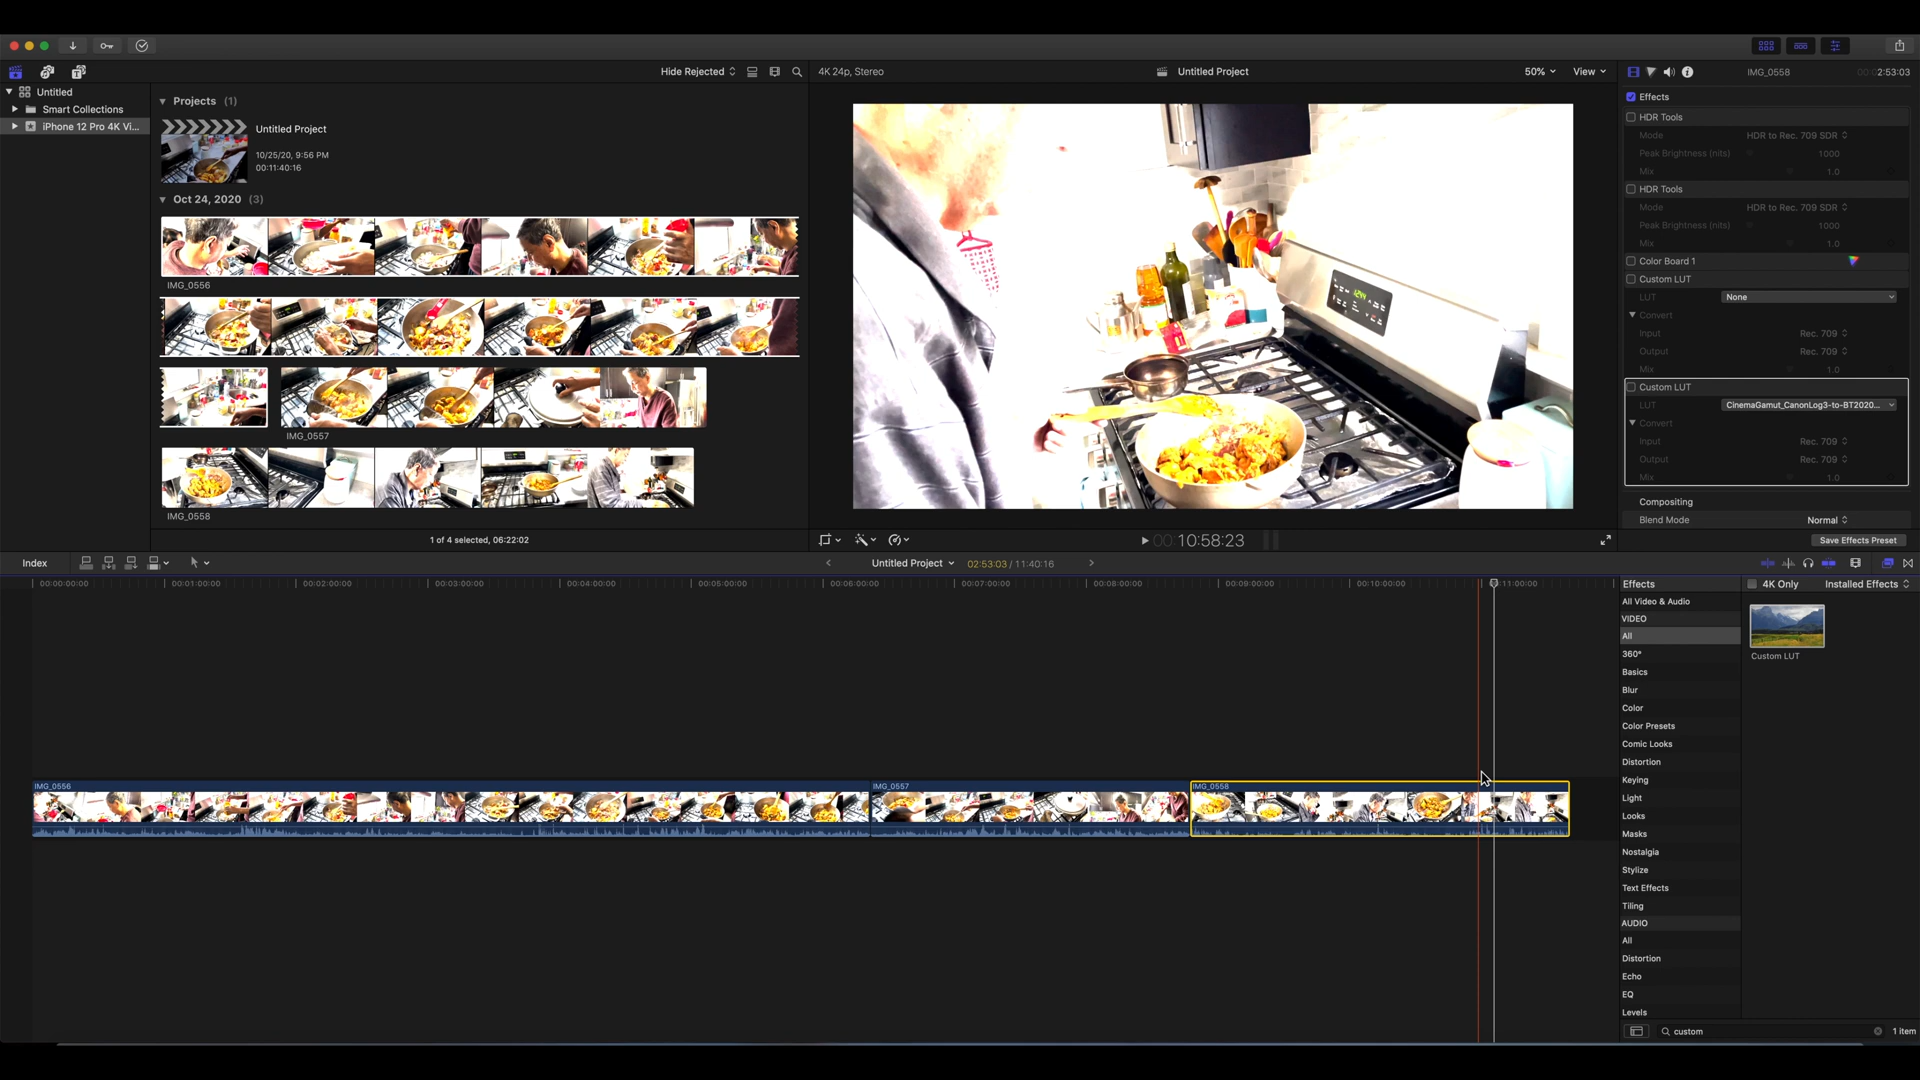 Hide Rejected
4K 24p, Stereo
Untitled Project
50%
View
IMG_0558
00:02:53:03
Untitled
Smart Collections
iPhone 12 Pro 4K Vi...
Projects (1)
Untitled Project
10/25/20, 9:56 PM
00:11:40:16
Oct 24, 2020 (3)
IMG_0556
IMG_0557
IMG_0558
1 of 4 selected, 06:22:02
00:10:58:23
Effects
HDR Tools
Mode HDR to Rec. 709 SDR
Peak Brightness (nits) 1000
Mix 1.0
HDR Tools
Mode HDR to Rec. 709 SDR
Peak Brightness (nits) 1000
Mix 1.0
Color Board 1
Custom LUT
LUT None
Convert
Input Rec. 709
Output Rec. 709
Mix 1.0
Custom LUT
LUT CinemaGamut_CanonLog3-to-BT2020...
Convert
Input Rec. 709
Output Rec. 709
Mix 1.0
Compositing
Blend Mode Normal
Save Effects Preset
Index
Untitled Project
02:53:03 / 11:40:16
00:00:00:00
00:01:00:00
00:02:00:00
00:03:00:00
00:04:00:00
00:05:00:00
00:06:00:00
00:07:00:00
00:08:00:00
00:09:00:00
00:10:00:00
00:11:00:00
IMG_0556
IMG_0557
IMG_0558
Effects
4K Only
Installed Effects
All Video & Audio
VIDEO
All
360°
Basics
Blur
Color
Color Presets
Comic Looks
Distortion
Keying
Light
Looks
Masks
Nostalgia
Stylize
Text Effects
Tiling
AUDIO
All
Distortion
Echo
EQ
Levels
Custom LUT
custom
1 item